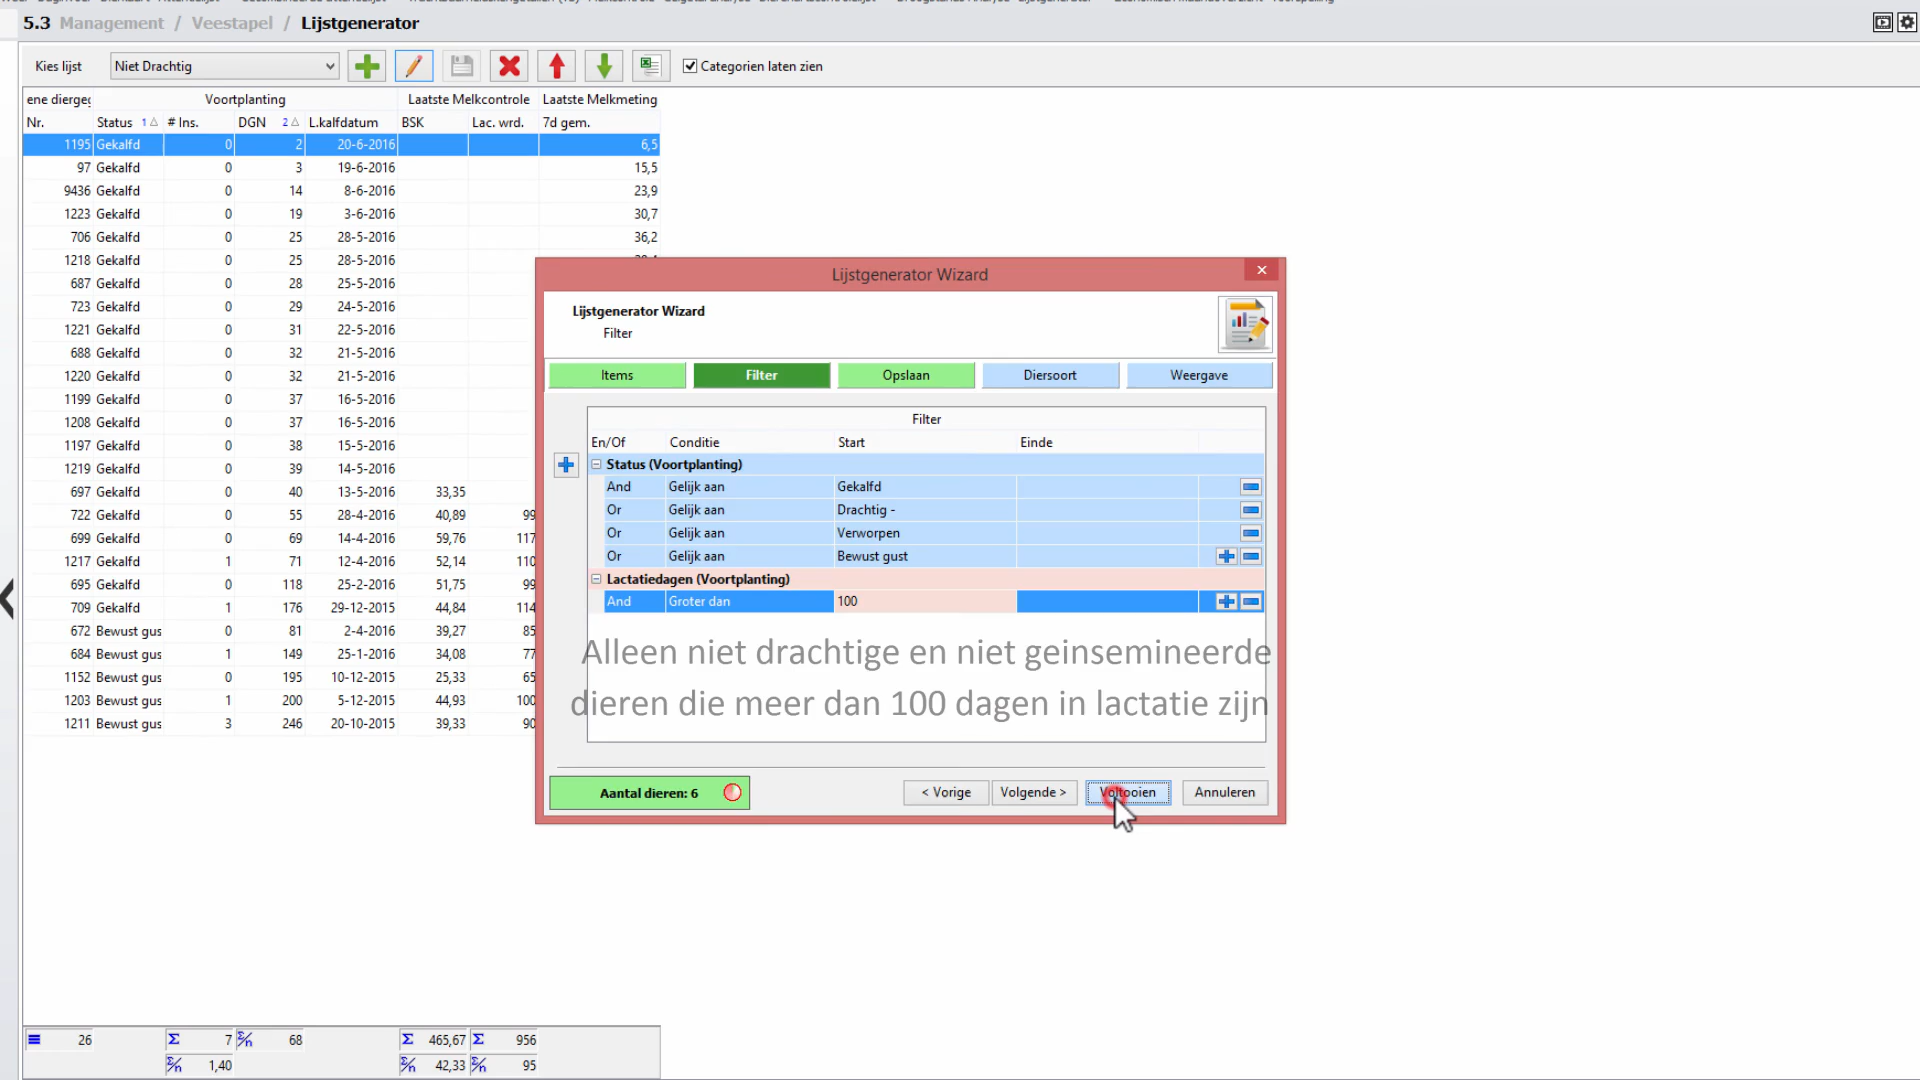 5.3 Management / Veestapel / Lijstgenerator
Kies lijst Niet Drachtig Categorien laten zien
ene dierge Voortplanting Laatste Melkcontrole Laatste Melkmeting
Nr. Status 1 # Ins. DGN 2 L.kalfdatum BSK Lac. wrd. 7d gem.
1195 Gekalfd 0 2 20-6-2016 6,5
97 Gekalfd 0 3 19-6-2016 15,5
9436 Gekalfd 0 14 8-6-2016 23,9
1223 Gekalfd 0 19 3-6-2016 30,7
706 Gekalfd 0 25 28-5-2016 36,2
1218 Gekalfd 0 25 28-5-2016
687 Gekalfd 0 28 25-5-2016
723 Gekalfd 0 29 24-5-2016
1221 Gekalfd 0 31 22-5-2016
688 Gekalfd 0 32 21-5-2016
1220 Gekalfd 0 32 21-5-2016
1199 Gekalfd 0 37 16-5-2016
1208 Gekalfd 0 37 16-5-2016
1197 Gekalfd 0 38 15-5-2016
1219 Gekalfd 0 39 14-5-2016
697 Gekalfd 0 40 13-5-2016 33,35
722 Gekalfd 0 55 28-4-2016 40,89 99
699 Gekalfd 0 69 14-4-2016 59,76 117
1217 Gekalfd 1 71 12-4-2016 52,14 110
695 Gekalfd 0 118 25-2-2016 51,75 99
709 Gekalfd 1 176 29-12-2015 44,84 114
672 Bewust gus 0 81 2-4-2016 39,27 85
684 Bewust gus 1 149 25-1-2016 34,08 77
1152 Bewust gus 0 195 10-12-2015 25,33 65
1203 Bewust gus 1 200 5-12-2015 44,93 100
1211 Bewust gus 3 246 20-10-2015 39,33 90
26 Σ 7 Σ/n 68 Σ 465,67 Σ 956
Σ/n 1,40 Σ/n 42,33 Σ/n 95
Lijstgenerator Wizard
Lijstgenerator Wizard
Filter
Items Filter Opslaan Diersoort Weergave
Filter
En/Of Conditie Start Einde
Status (Voortplanting)
And Gelijk aan Gekalfd
Or Gelijk aan Drachtig -
Or Gelijk aan Verworpen
Or Gelijk aan Bewust gust
Lactatiedagen (Voortplanting)
And Groter dan 100
Alleen niet drachtige en niet geinsemineerde
dieren die meer dan 100 dagen in lactatie zijn
Aantal dieren: 6 < Vorige Volgende > Voltooien Annuleren